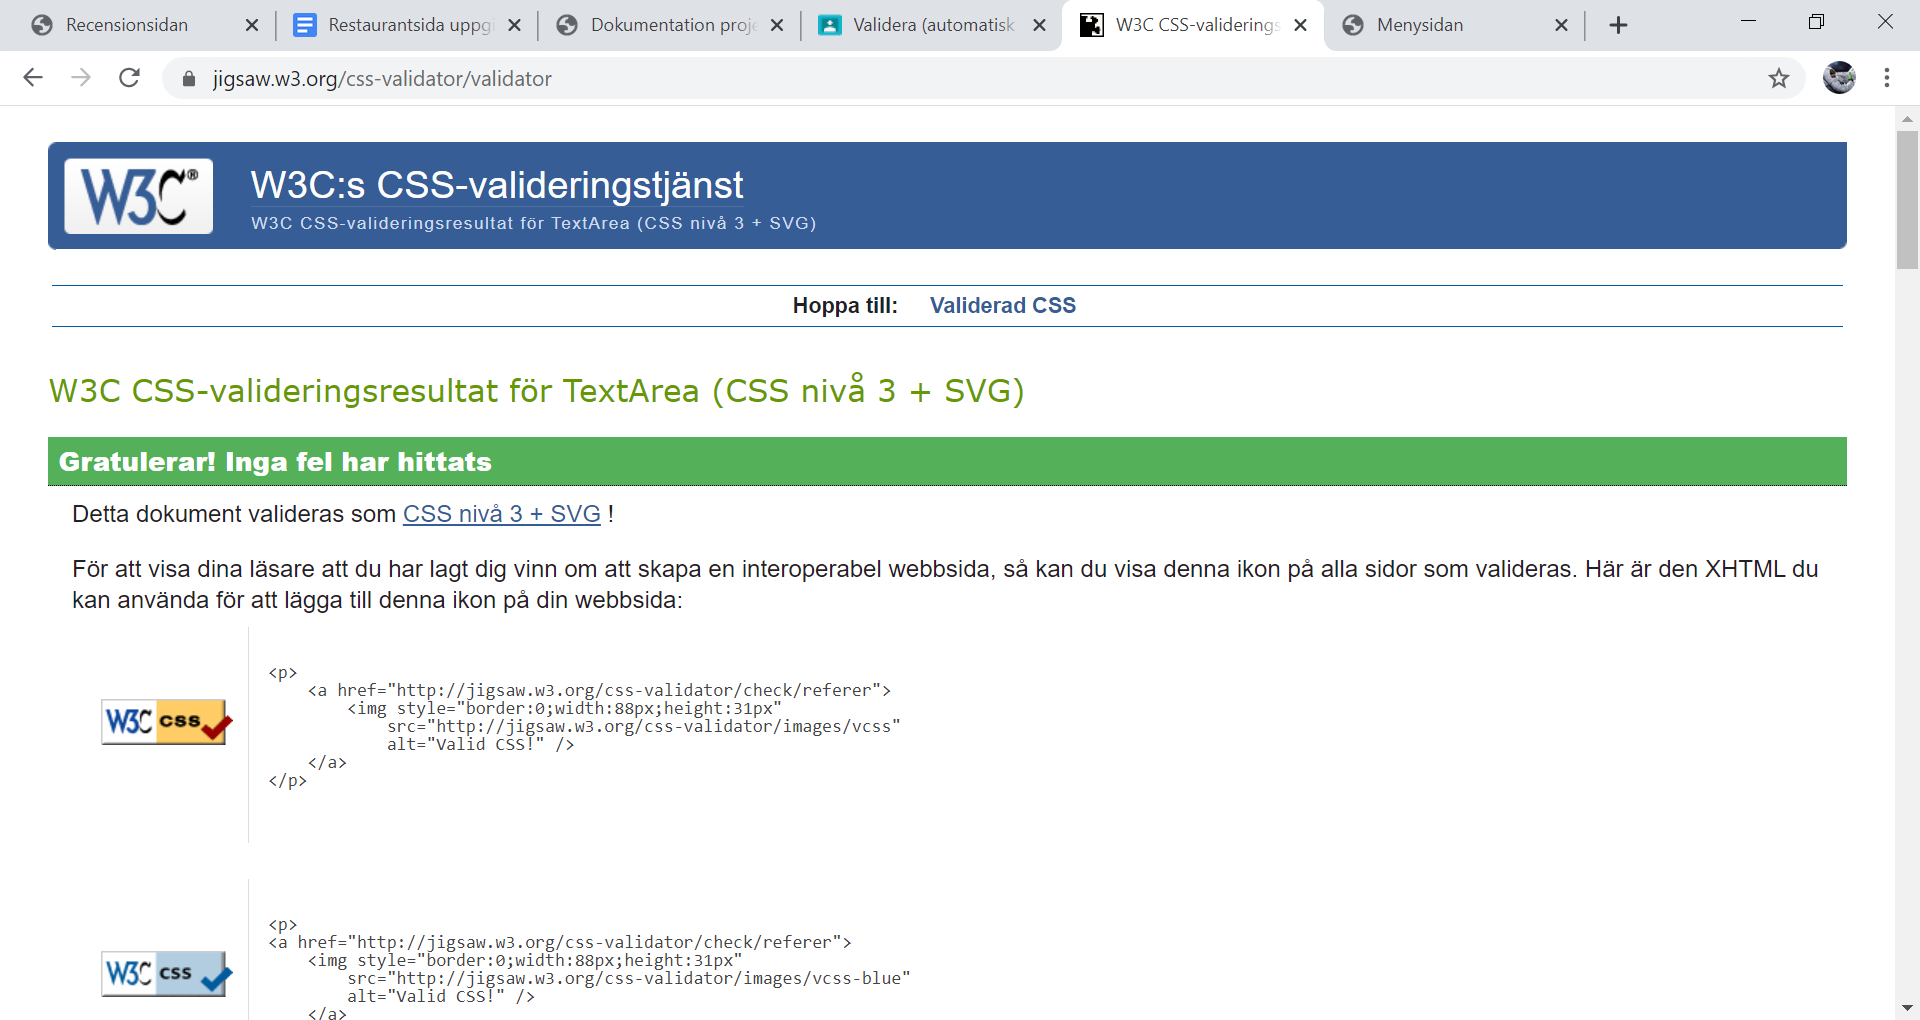 Recensionsidan
Restaurantsida uppgi
Dokumentation proje
Validera (automatisk
W3C CSS-validerings
Menysidan
jigsaw.w3.org/css-validator/validator
W3C®
W3C:s CSS-valideringstjänst
W3C CSS-valideringsresultat för TextArea (CSS nivå 3 + SVG)
Hoppa till: Validerad CSS
W3C CSS-valideringsresultat för TextArea (CSS nivå 3 + SVG)
Gratulerar! Inga fel har hittats
Detta dokument valideras som CSS nivå 3 + SVG !
För att visa dina läsare att du har lagt dig vinn om att skapa en interoperabel webbsida, så kan du visa denna ikon på alla sidor som valideras. Här är den XHTML du
kan använda för att lägga till denna ikon på din webbsida:
W3C css
<p>
<a href="http://jigsaw.w3.org/css-validator/check/referer">
<img style="border:0;width:88px;height:31px"
src="http://jigsaw.w3.org/css-validator/images/vcss"
alt="Valid CSS!" />
</a>
</p>
W3C css
<p>
<a href="http://jigsaw.w3.org/css-validator/check/referer">
<img style="border:0;width:88px;height:31px"
src="http://jigsaw.w3.org/css-validator/images/vcss-blue"
alt="Valid CSS!" />
</a>